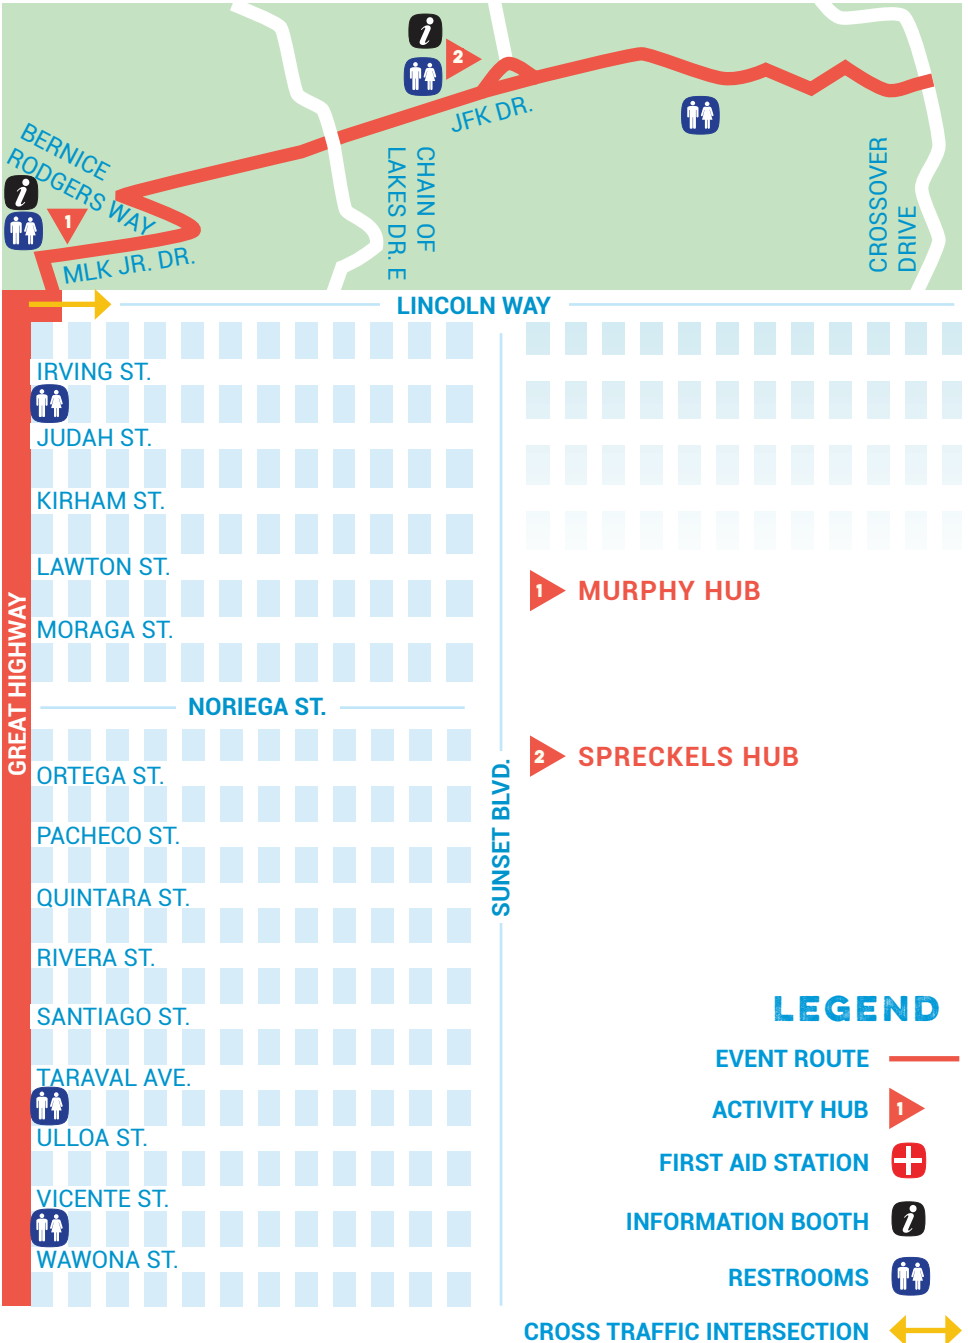 i
2
JFK DR.
BERNICE
RODGERS WAY
i
1
MLK JR. DR.
CHAIN OF
LAKES DR. E
CROSSOVER
DRIVE
LINCOLN WAY
IRVING ST.
JUDAH ST.
KIRHAM ST.
LAWTON ST.
MORAGA ST.
NORIEGA ST.
ORTEGA ST.
PACHECO ST.
QUINTARA ST.
RIVERA ST.
SANTIAGO ST.
TARAVAL AVE.
ULLOA ST.
VICENTE ST.
WAWONA ST.
GREAT HIGHWAY
SUNSET BLVD.
1 MURPHY HUB
2 SPRECKELS HUB
LEGEND
EVENT ROUTE
ACTIVITY HUB 1
FIRST AID STATION
INFORMATION BOOTH i
RESTROOMS
CROSS TRAFFIC INTERSECTION